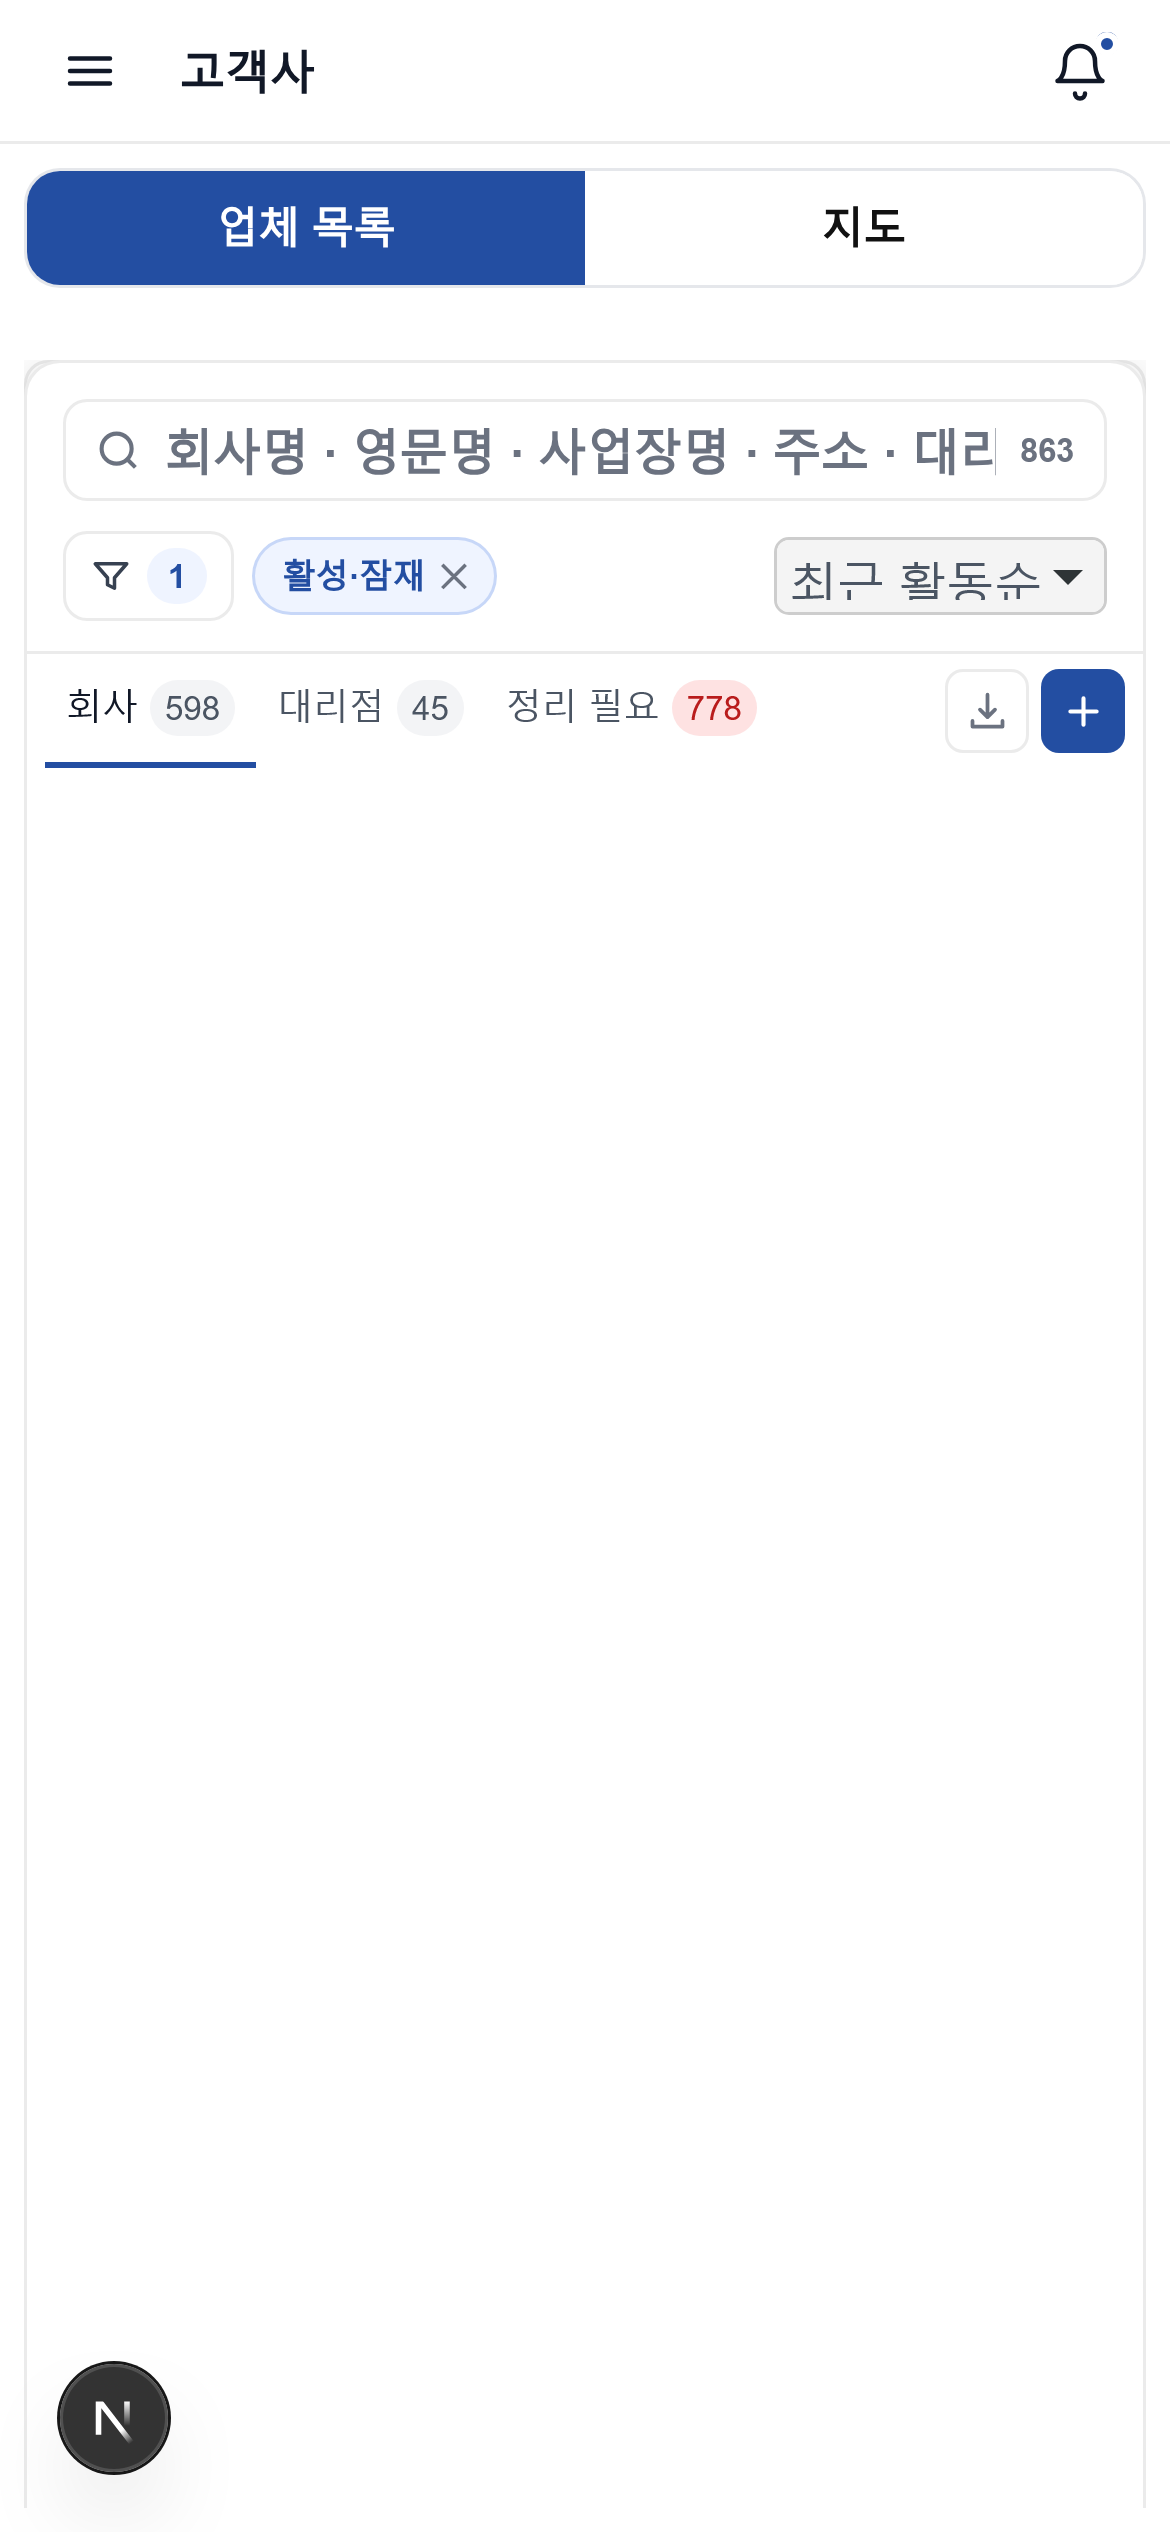 고객사
업체 목록
지도
회사명 · 영문명 · 사업장명 · 주소 · 대리
863
1
활성·잠재
최근 활동순
회사 598
대리점 45
정리 필요 778
N